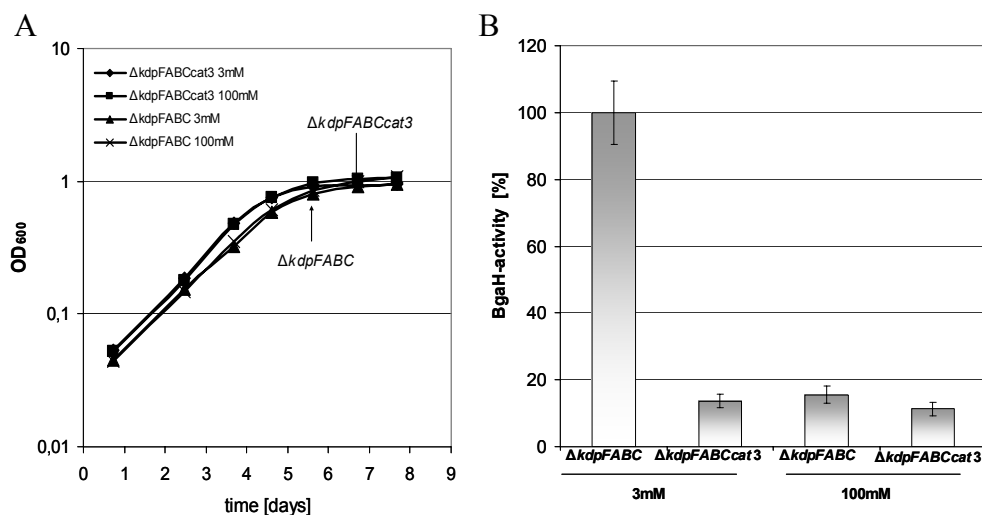 A
10
1
0,1
0,01
OD600
ΔkdpFABCcat3 3mM
ΔkdpFABCcat3 100mM
ΔkdpFABC 3mM
ΔkdpFABC 100mM
ΔkdpFABCcat3
ΔkdpFABC
0 1 2 3 4 5 6 7 8 9
time [days]
B
120
100
80
60
40
20
0
BgaH-activity [%]
ΔkdpFABC ΔkdpFABCcat3 ΔkdpFABC ΔkdpFABCcat3
3mM 100mM